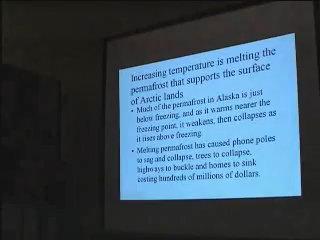 Increasing temperature is melting the
permafrost that supports the surface
of Arctic lands
• Much of the permafrost in Alaska is just
below freezing, and as it warms nearer the
freezing point, it weakens, then collapses as
it rises above freezing.
• Melting permafrost has caused phone poles
to sag and collapse, trees to collapse,
highways to buckle and homes to sink
costing hundreds of millions of dollars.